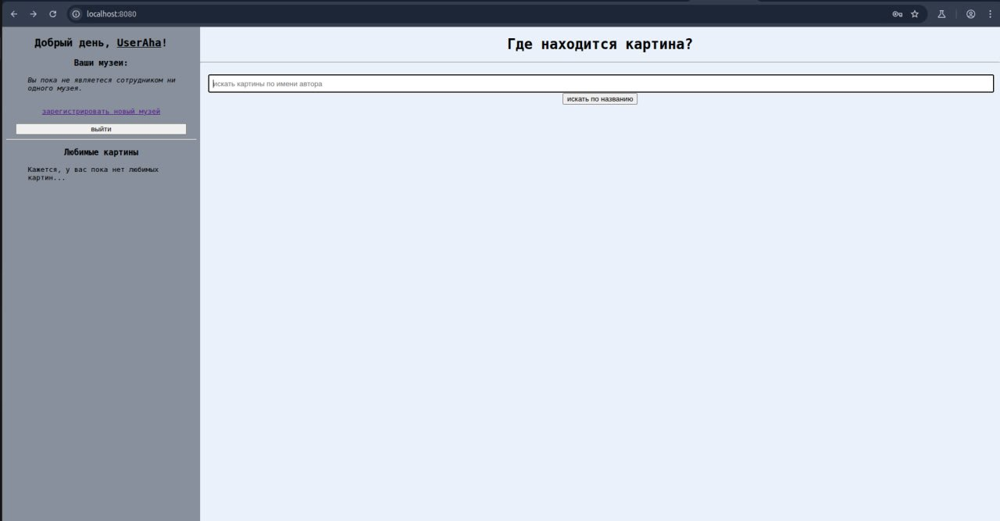 localhost:8080
Добрый день, UserAha!
Ваши музеи:
Вы пока не являетеся сотрудником ни
одного музея.
зарегистрировать новый музей
выйти
Любимые картины
Кажется, у вас пока нет любимых
картин...
Где находится картина?
искать картины по имени автора
искать по названию